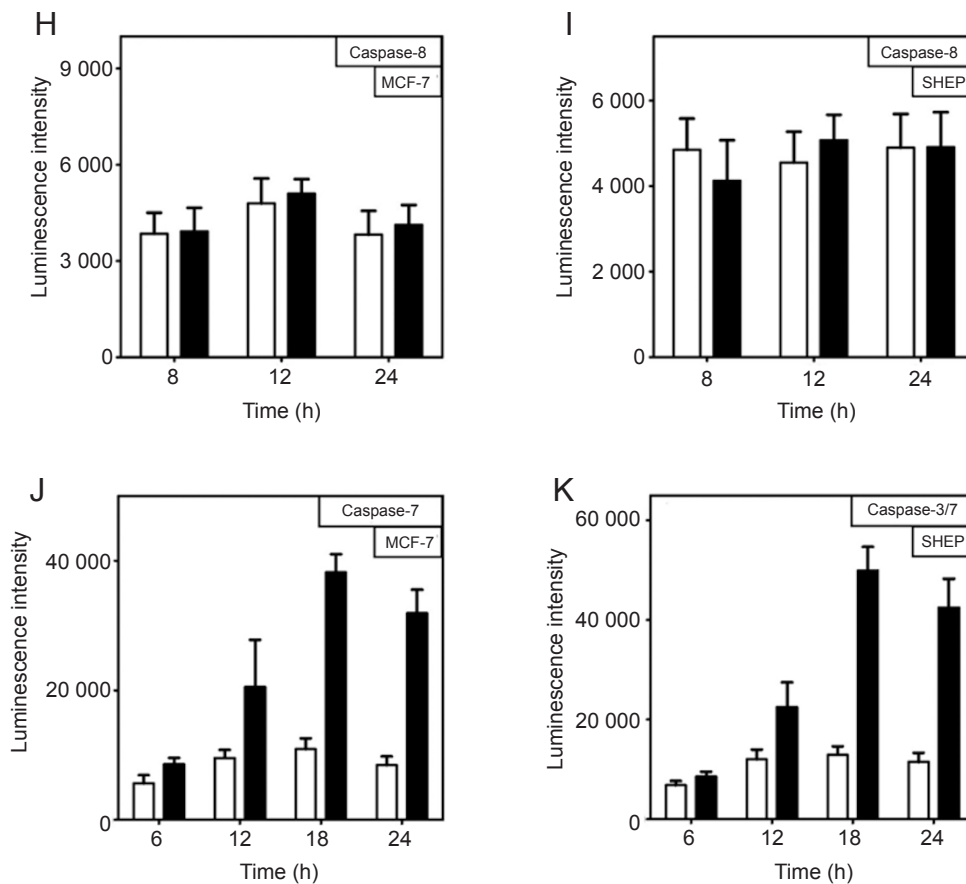 H
Caspase-8
MCF-7
Luminescence intensity
9 000
6 000
3 000
0
8
12
24
Time (h)
I
Caspase-8
SHEP
Luminescence intensity
6 000
4 000
2 000
0
8
12
24
Time (h)
J
Caspase-7
MCF-7
Luminescence intensity
40 000
20 000
0
6
12
18
24
Time (h)
K
Caspase-3/7
SHEP
Luminescence intensity
60 000
40 000
20 000
0
6
12
18
24
Time (h)